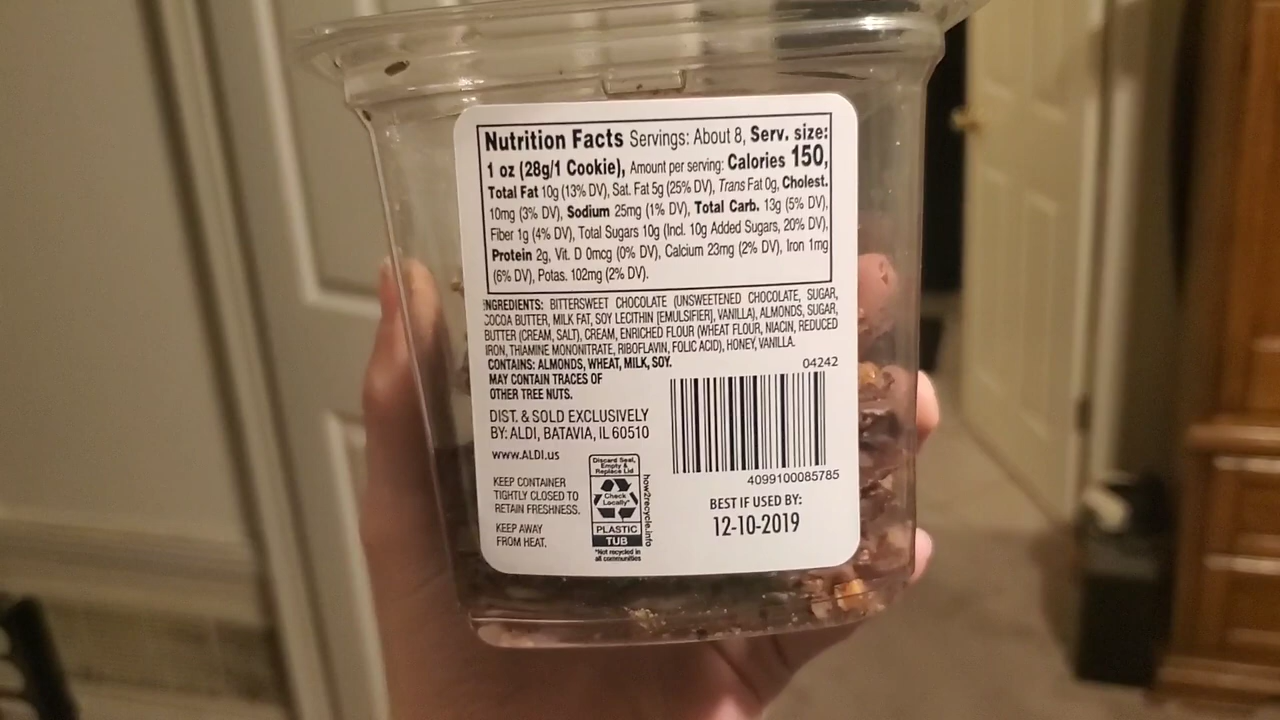 Nutrition Facts Servings: About 8, Serv. size:
1 oz (28g/1 Cookie), Amount per serving: Calories 150,
Total Fat 10g (13% DV), Sat. Fat 5g (25% DV), Trans Fat 0g, Cholest.
10mg (3% DV), Sodium 25mg (1% DV), Total Carb. 13g (5% DV),
Fiber 1g (4% DV), Total Sugars 10g (Incl. 10g Added Sugars, 20% DV),
Protein 2g, Vit. D 0mcg (0% DV), Calcium 23mg (2% DV), Iron 1mg
(6% DV), Potas. 102mg (2% DV).
INGREDIENTS: BITTERSWEET CHOCOLATE (UNSWEETENED CHOCOLATE, SUGAR,
COCOA BUTTER, MILK FAT, SOY LECITHIN [EMULSIFIER), VANILLA), ALMONDS, SUGAR,
BUTTER (CREAM, SALT), CREAM, ENRICHED FLOUR (WHEAT FLOUR, NIACIN, REDUCED
IRON, THIAMINE MONONITRATE, RIBOFLAVIN, FOLIC ACID), HONEY, VANILLA.
CONTAINS: ALMONDS, WHEAT, MILK, SOY.
MAY CONTAIN TRACES OF
OTHER TREE NUTS.
04242
DIST. & SOLD EXCLUSIVELY
BY: ALDI, BATAVIA, IL 60510
www.ALDI.us
KEEP CONTAINER
TIGHTLY CLOSED TO
RETAIN FRESHNESS.
KEEP AWAY
FROM HEAT.
Discard Seal,
Empty &
Replace Lid
Check
Locally*
PLASTIC
TUB
*Not recycled in
all communities
how2recycle.info
4099100085785
BEST IF USED BY:
12-10-2019